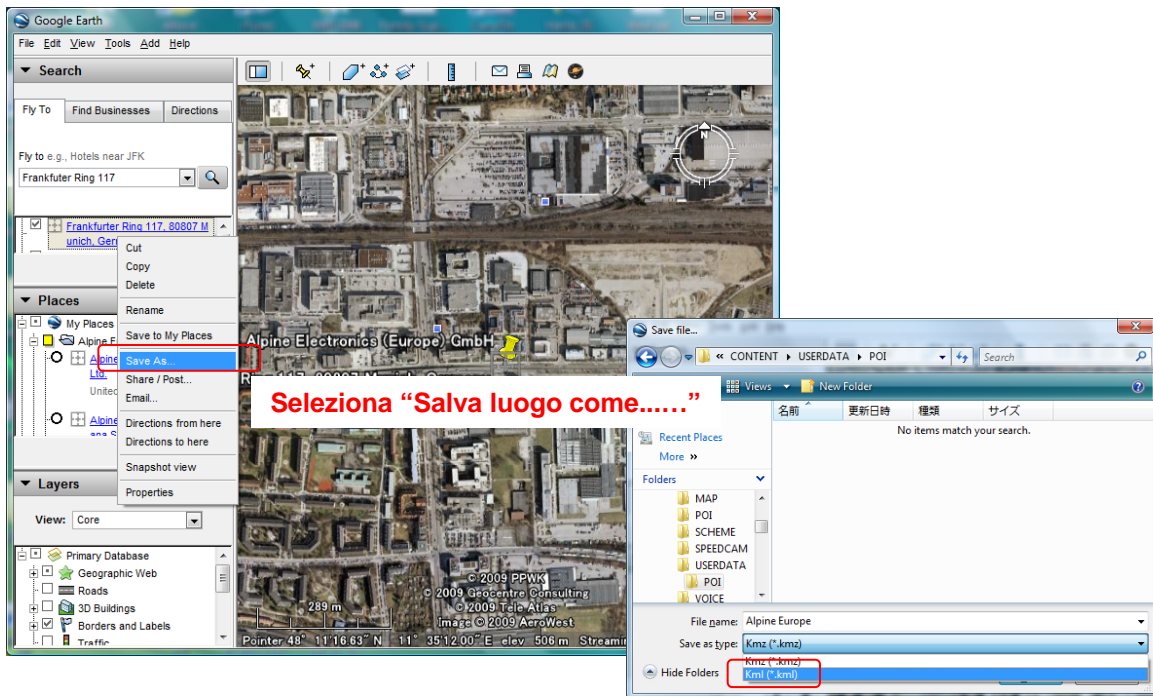 Google Earth
File Edit View Tools Add Help
Search
Fly To Find Businesses Directions
Fly to e.g., Hotels near JFK
Frankfuter Ring 117
Frankfurter Ring 117, 80807 M
unich, Ger
Cut
Copy
Delete
Rename
Save to My Places
Save As...
Share / Post...
Email...
Directions from here
Directions to here
Snapshot view
Properties
Places
My Places
Alpine E
Alpine
Ltd.
United
Alpine
ana S
Layers
View: Core
Primary Database
Geographic Web
Roads
3D Buildings
Borders and Labels
Traffic
N
Alpine Electronics (Europe) GmbH
Seleziona “Salva luogo come...…”
289 m
© 2009 PPWK
© 2009 Geocentre Consulting
© 2009 Tele Atlas
Image © 2009 AeroWest
Pointer 48° 11'16.63" N 11° 35'12.00" E elev 506 m Streamin
Save file...
« CONTENT USERDATA POI
Search
Views New Folder
名前 更新日時 種類 サイズ
No items match your search.
Recent Places
More »
Folders
MAP
POI
SCHEME
SPEEDCAM
USERDATA
POI
VOICE
File name: Alpine Europe
Save as type: Kmz (*.kmz)
Kmz (*.kmz)
Kml (*.kml)
Hide Folders